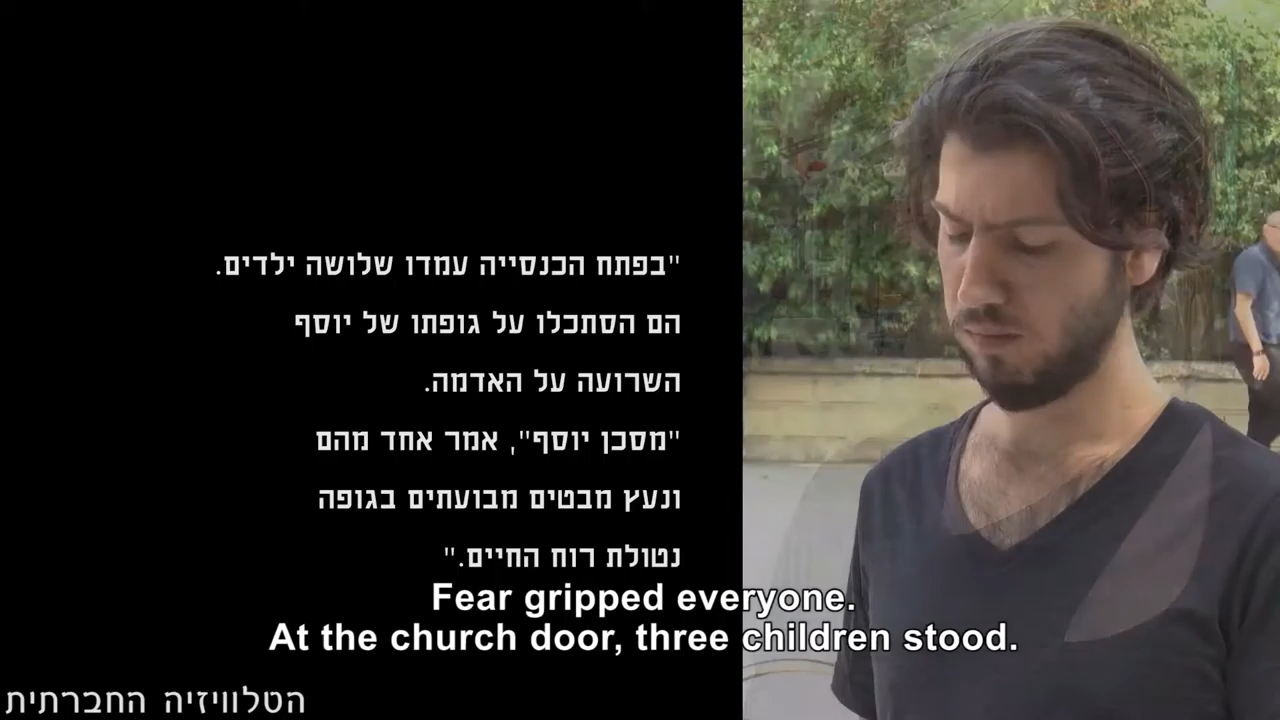 "בפתח הכנסייה עמדו שלושה ילדים.
הם הסתכלו על גופתו של יוסף
השרועה על האדמה.
"מסכן יוסף", אמר אחד מהם
ונעץ מבטים מבועתים בגופה
נטולת רוח החיים."
Fear gripped everyone.
At the church door, three children stood.
הטלוויזיה החברתית